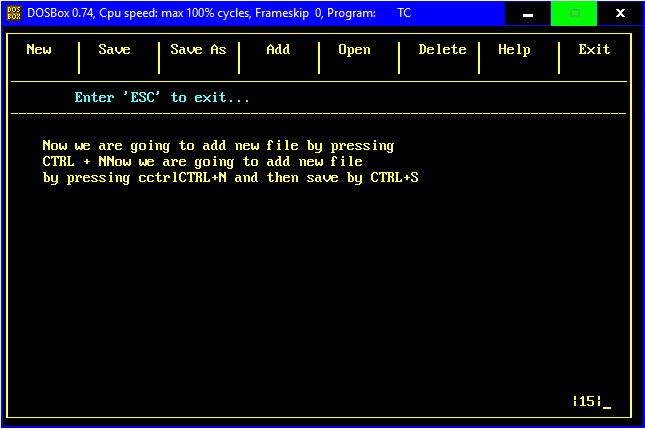 DOSBox 0.74, Cpu speed: max 100% cycles, Frameskip 0, Program: TC
New Save Save As Add Open Delete Help Exit
Enter 'ESC' to exit...
Now we are going to add new file by pressing
CTRL + NNow we are going to add new file
by pressing cctrlCTRL+N and then save by CTRL+S
|15|_